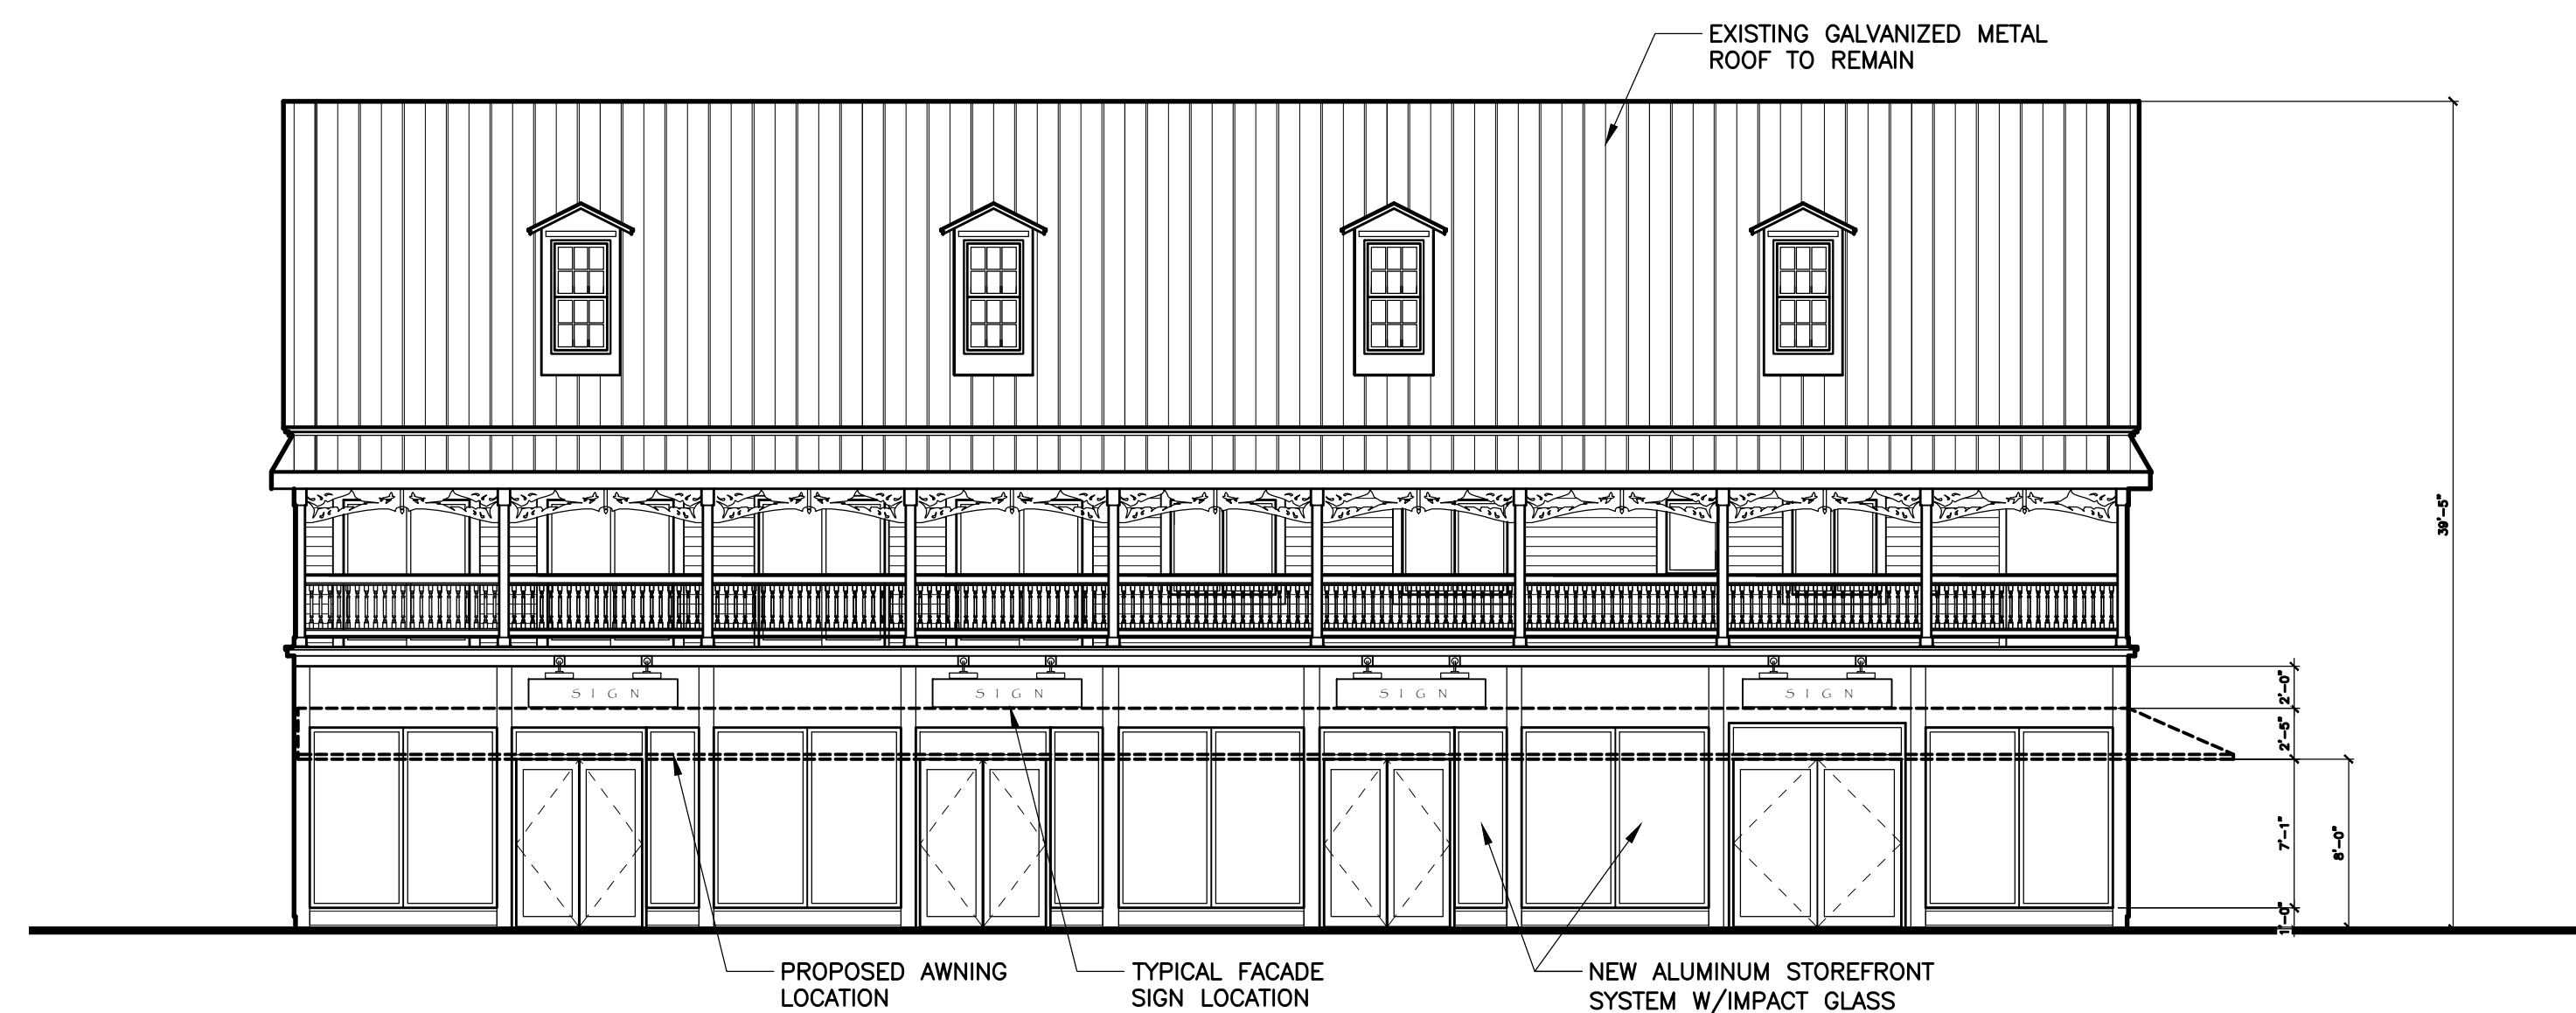 EXISTING GALVANIZED METAL
ROOF TO REMAIN
39'-5"
SIGN
SIGN
SIGN
SIGN
2'-0"
2'-5"
7'-1"
8'-0"
1'-0"
PROPOSED AWNING
LOCATION
TYPICAL FACADE
SIGN LOCATION
NEW ALUMINUM STOREFRONT
SYSTEM W/IMPACT GLASS